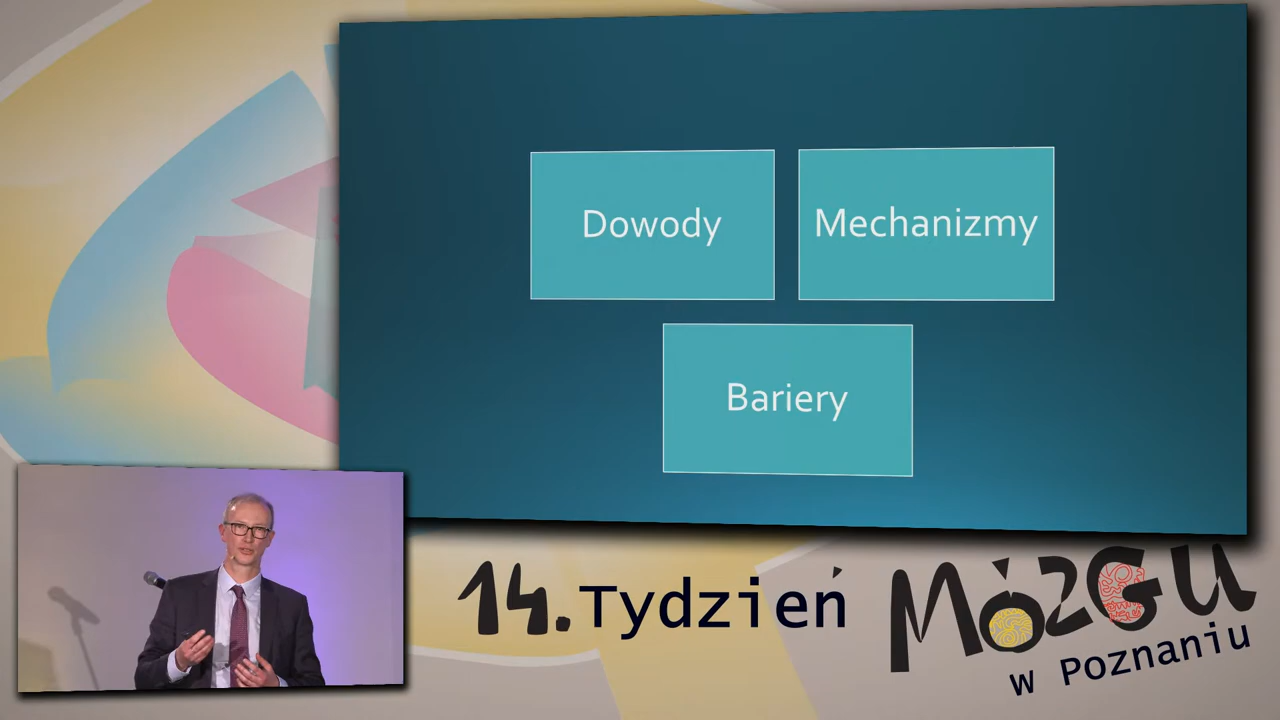 Dowody
Mechanizmy
Bariery
14. Tydzień
MÓZGU
w Poznaniu